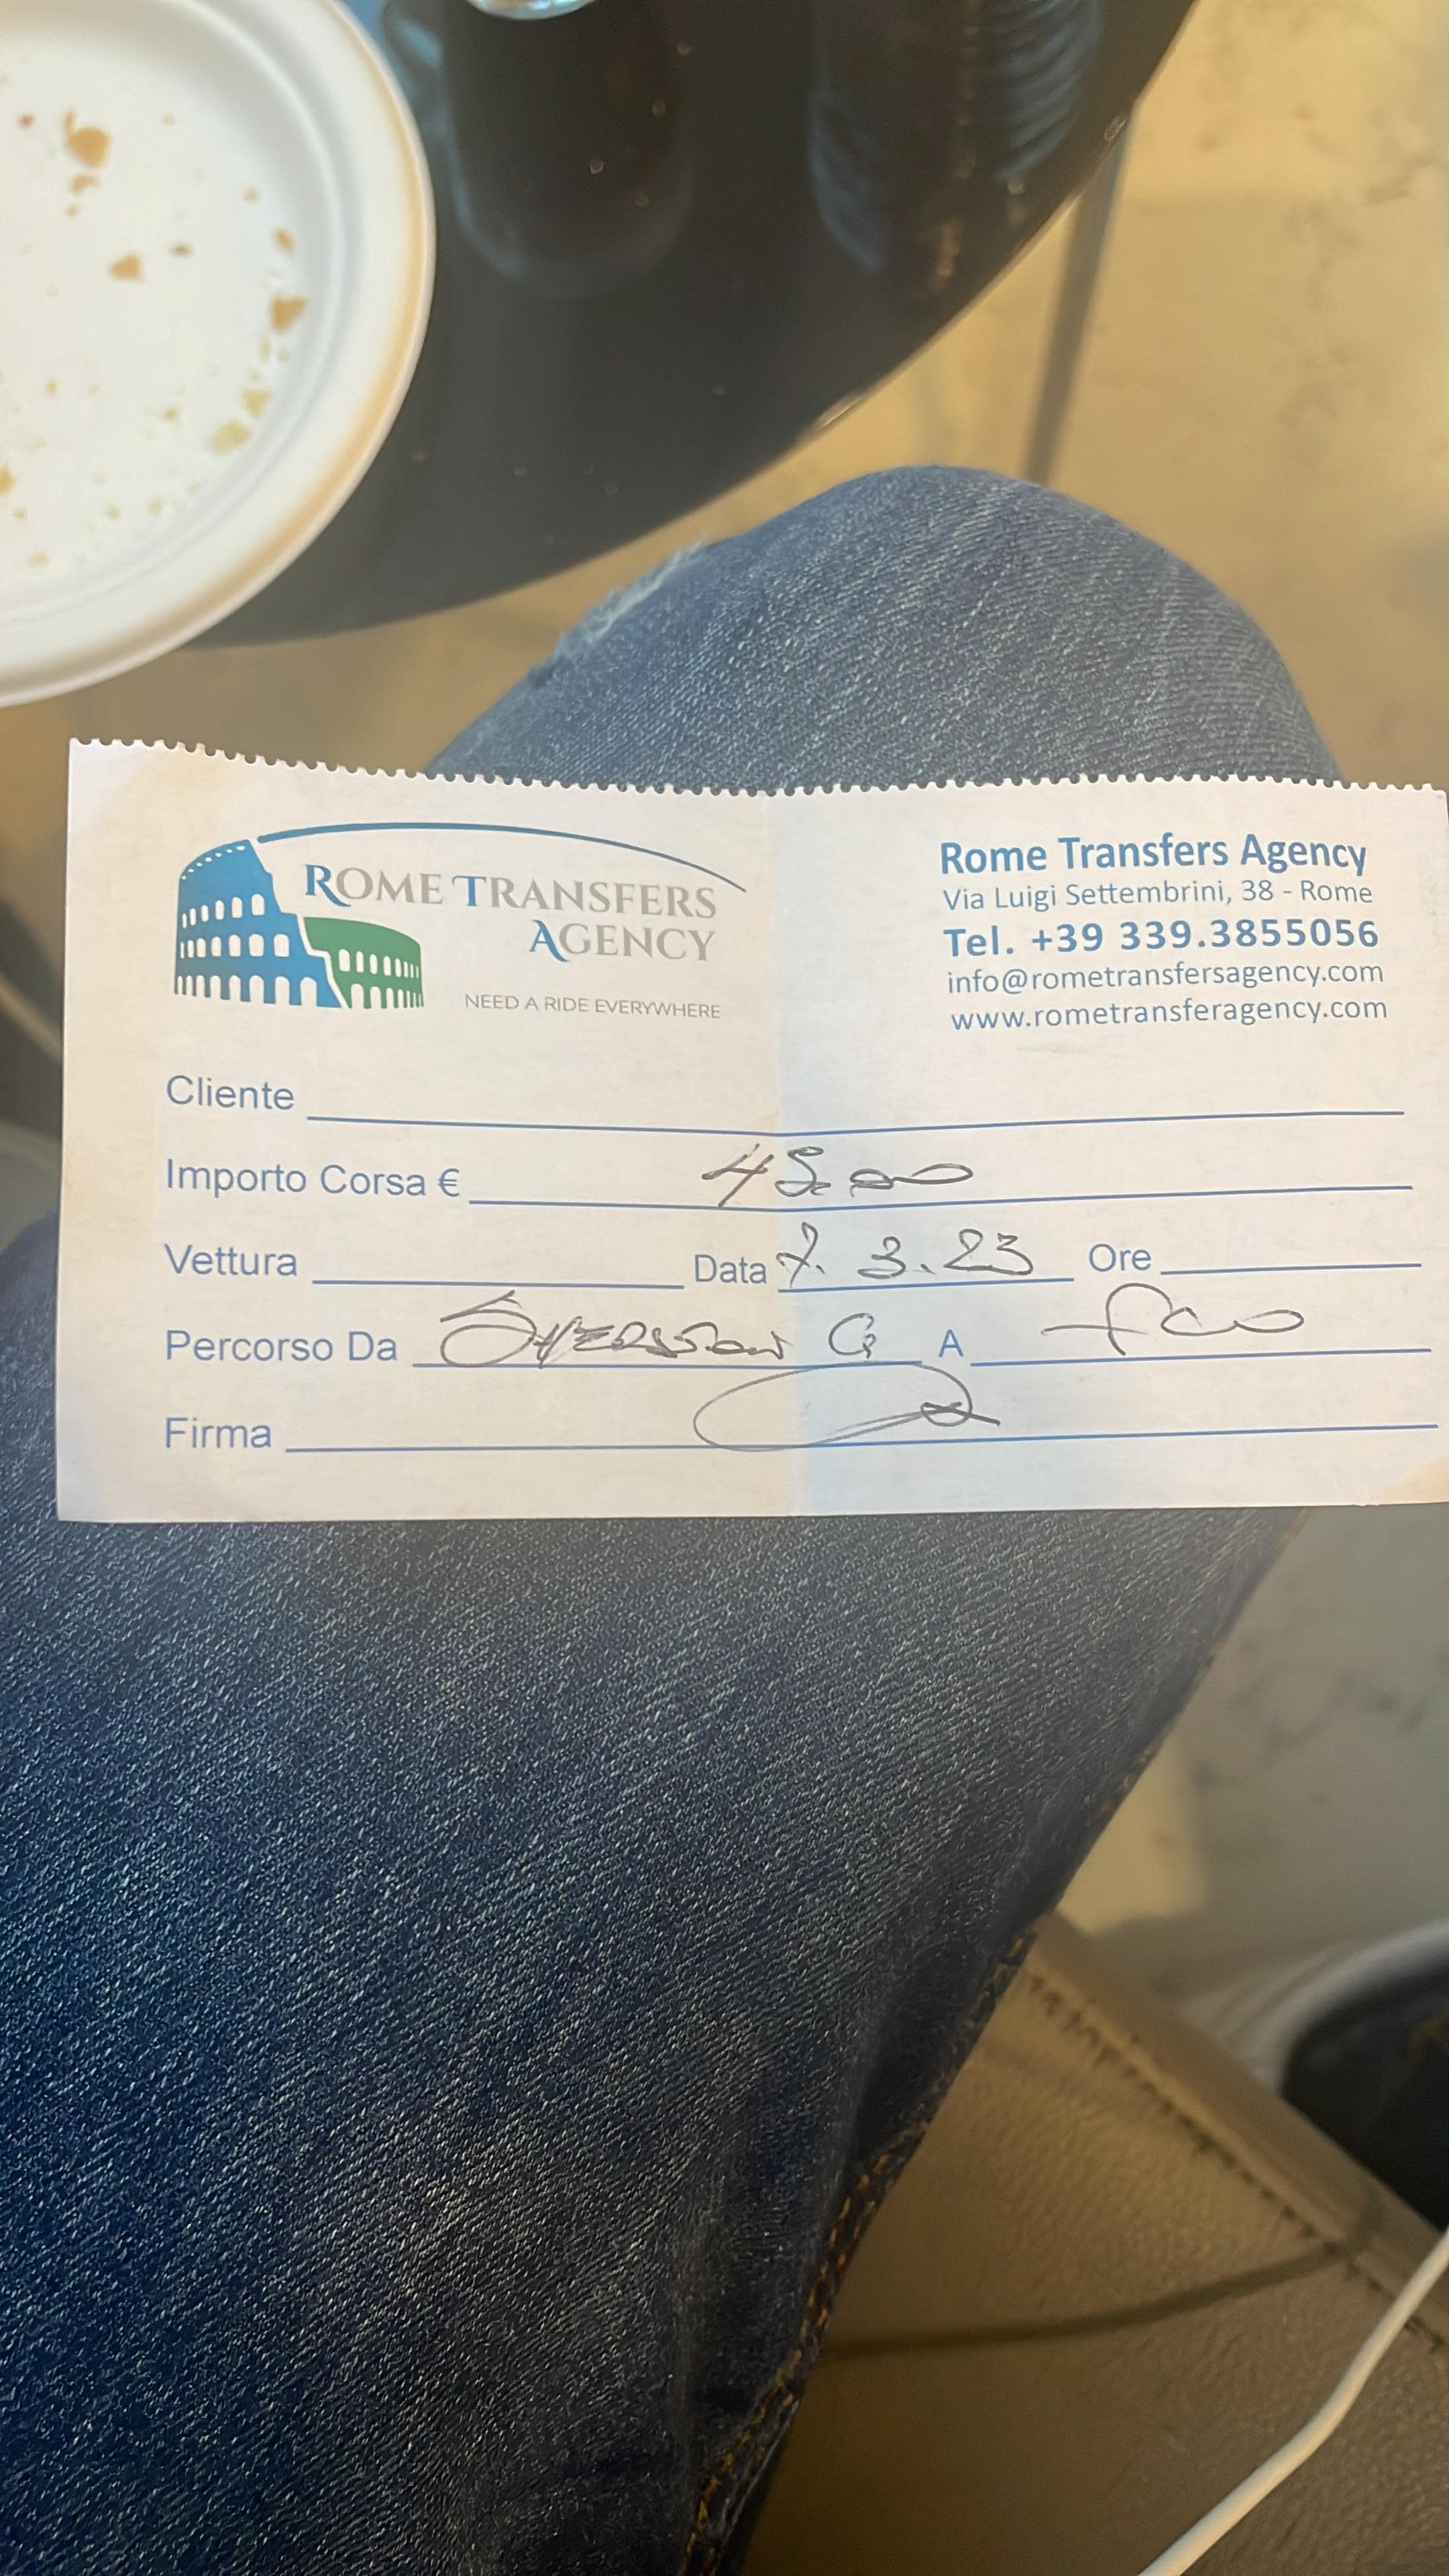 ROME TRANSFERS
AGENCY
NEED A RIDE EVERYWHERE
Rome Transfers Agency
Via Luigi Settembrini, 38 - Rome
Tel. +39 339.3855056
info@rometransfersagency.com
www.rometransferagency.com
Cliente
Importo Corsa € 45.00
Vettura Data 7. 3. 23 Ore
Percorso Da A FCO
Firma